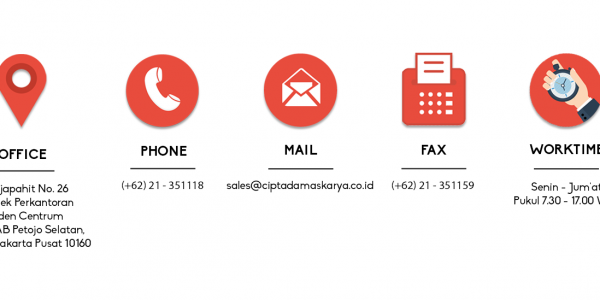 OFFICE
japahit No. 26
ek Perkantoran
den Centrum
AB Petojo Selatan,
akarta Pusat 10160
PHONE
(+62) 21 - 351118
MAIL
sales@ciptadamaskarya.co.id
FAX
(+62) 21 - 351159
WORKTIME
Senin - Jum'at
Pukul 7.30 - 17.00 W